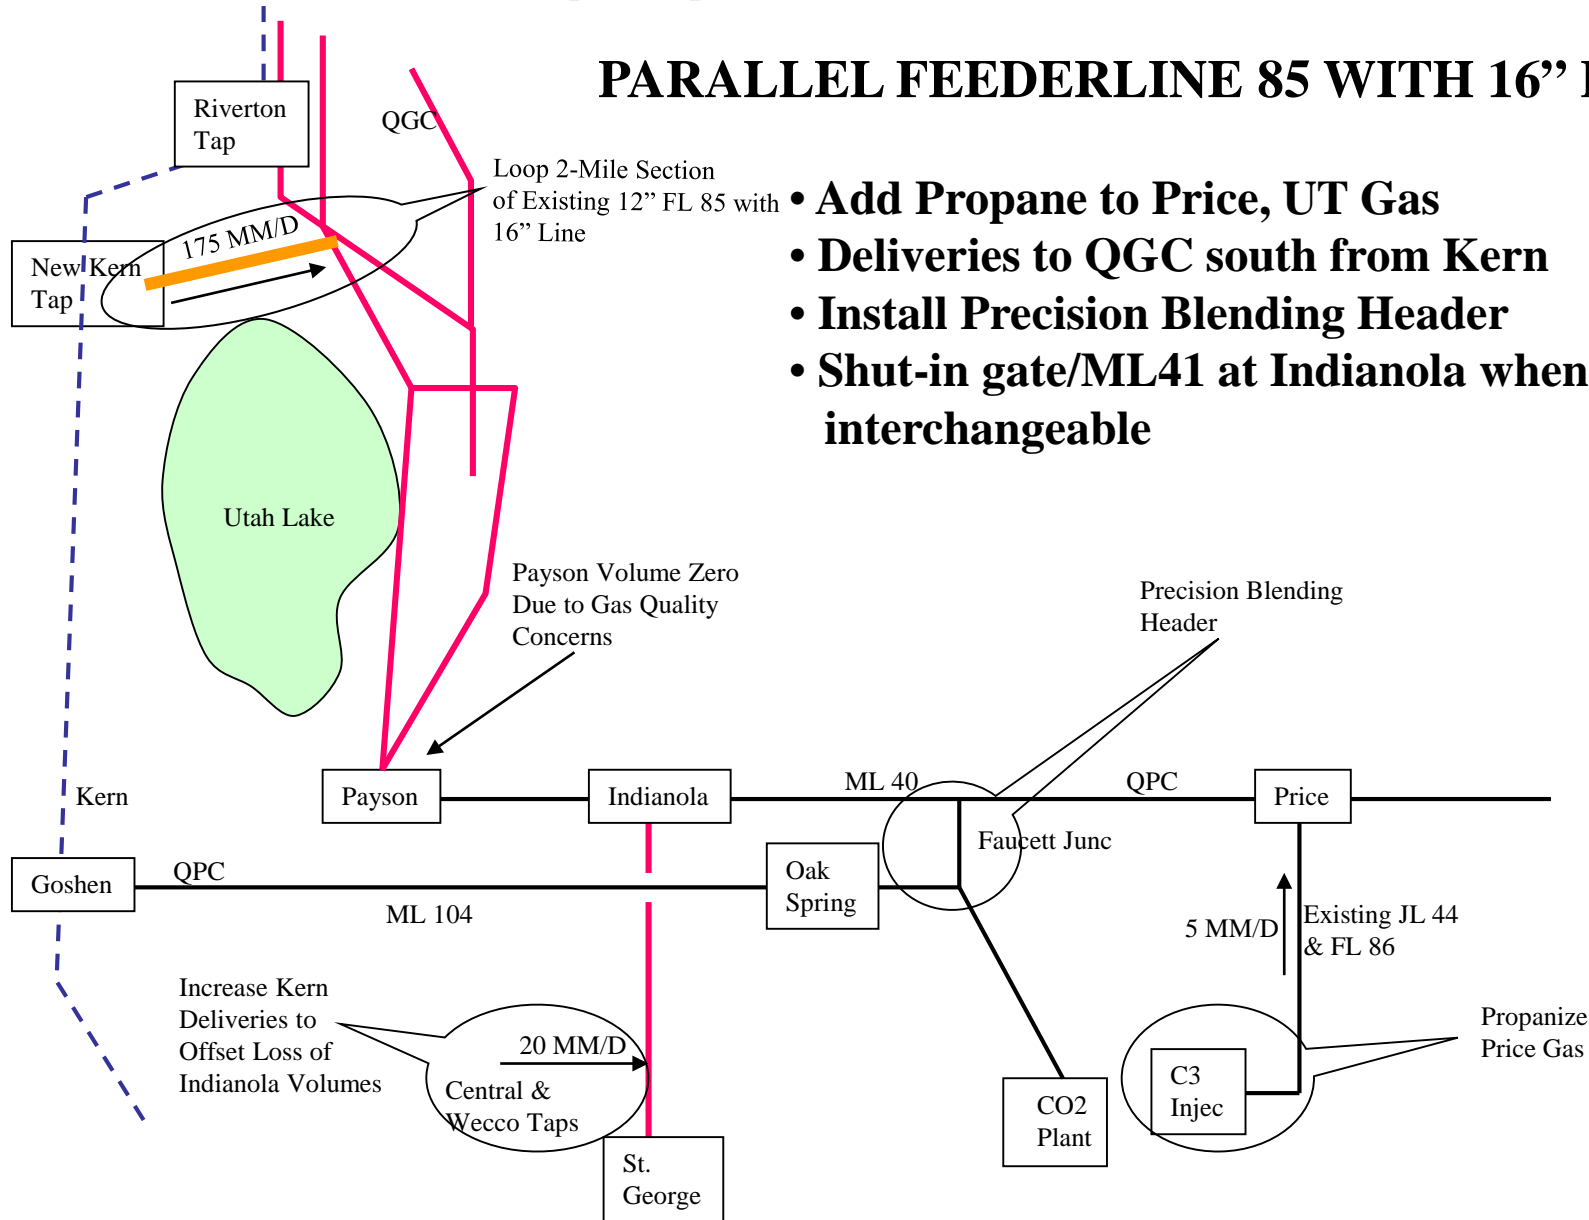 PARALLEL FEEDERLINE 85 WITH 16”
Riverton
Tap
QGC
Loop 2-Mile Section
of Existing 12” FL 85 with
16” Line
• Add Propane to Price, UT Gas
• Deliveries to QGC south from Kern
• Install Precision Blending Header
• Shut-in gate/ML41 at Indianola when
interchangeable
175 MM/D
New Kern
Tap
Utah Lake
Payson Volume Zero
Due to Gas Quality
Concerns
Precision Blending
Header
Kern
Payson
Indianola
ML 40
QPC
Price
Faucett Junc
Goshen
QPC
ML 104
Oak
Spring
5 MM/D
Existing JL 44
& FL 86
Increase Kern
Deliveries to
Offset Loss of
Indianola Volumes
20 MM/D
Central &
Wecco Taps
Propanize
Price Gas
C3
Injec
CO2
Plant
St.
George